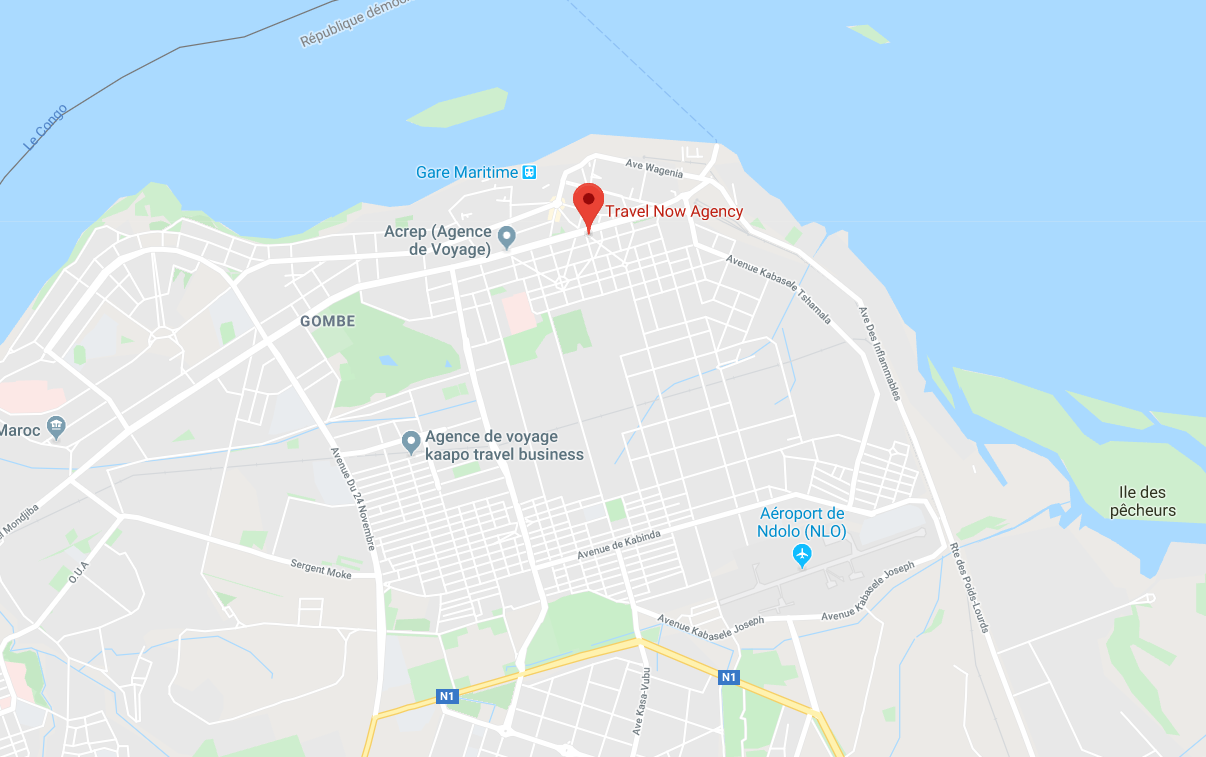 République démoc
Le Congo
Gare Maritime
Ave Wagenia
Travel Now Agency
Acrep (Agence
de Voyage)
Avenue Kabasele Tshamala
GOMBE
Ave Des Inflammables
Maroc
Agence de voyage
kaapo travel business
Avenue Du 24 Novembre
Ile des
pêcheurs
el Mondjiba
Aéroport de
Ndolo (NLO)
Avenue de Kabinda
Rte des Poids-Lourds
Sergent Moke
O.U.A
Avenue Kabasele Joseph
Avenue Kabasele Joseph
N1
N1
Ave Kasa-Vubu